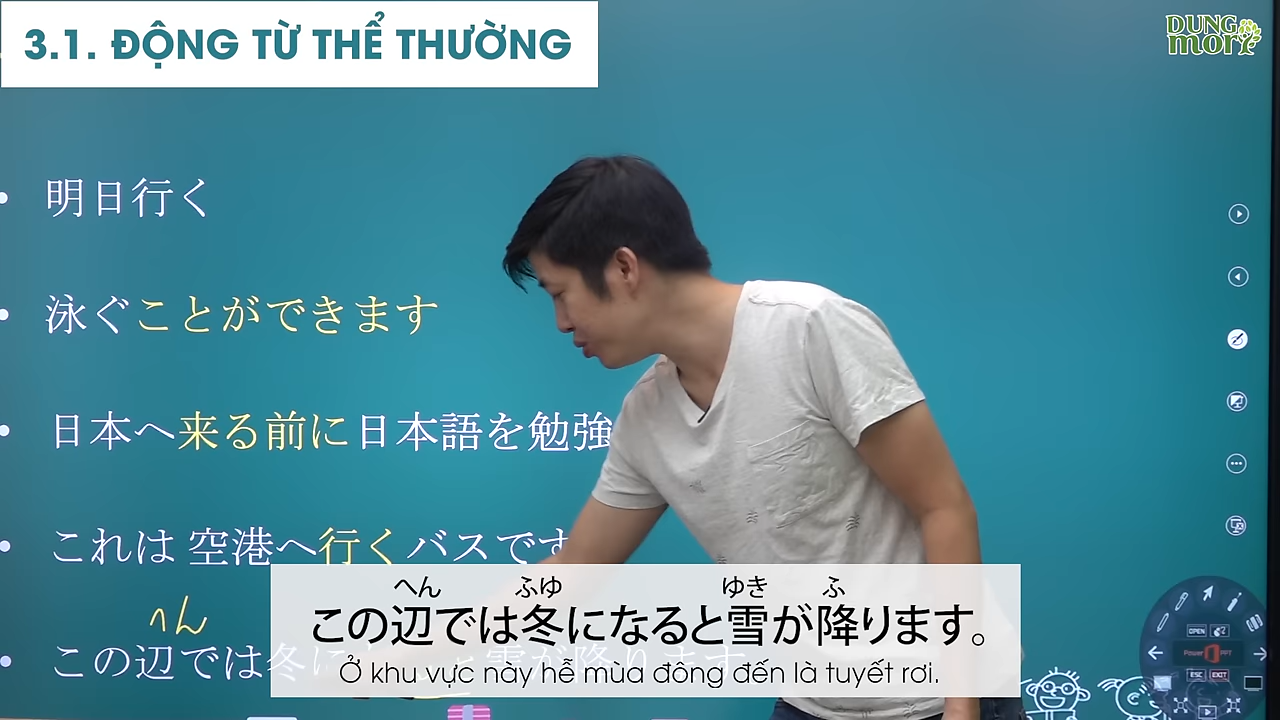 3.1. ĐỘNG TỪ THỂ THƯỜNG
DUNG
mori
明日行く
泳ぐことができます
日本へ来る前に日本語を勉強
これは 空港へ行くバスです
へん
この辺では冬に
へん ふゆ ゆき ふ
この辺では冬になると雪が降ります。
Ở khu vực này hễ mùa đông đến là tuyết rơi.
OPEN
Power PPT
ESC EXIT